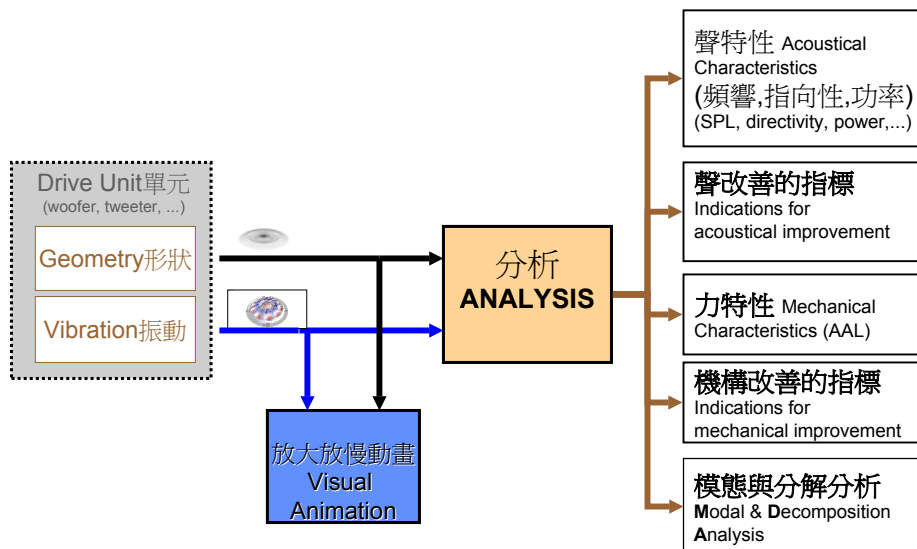 Drive Unit單元
(woofer, tweeter, ...)
Geometry形狀
Vibration振動
分析
ANALYSIS
放大放慢動畫
Visual
Animation
聲特性 Acoustical
Characteristics
(頻響,指向性,功率)
(SPL, directivity, power,...)
聲改善的指標
Indications for
acoustical improvement
力特性 Mechanical
Characteristics (AAL)
機構改善的指標
Indications for
mechanical improvement
模態與分解分析
Modal & Decomposition
Analysis